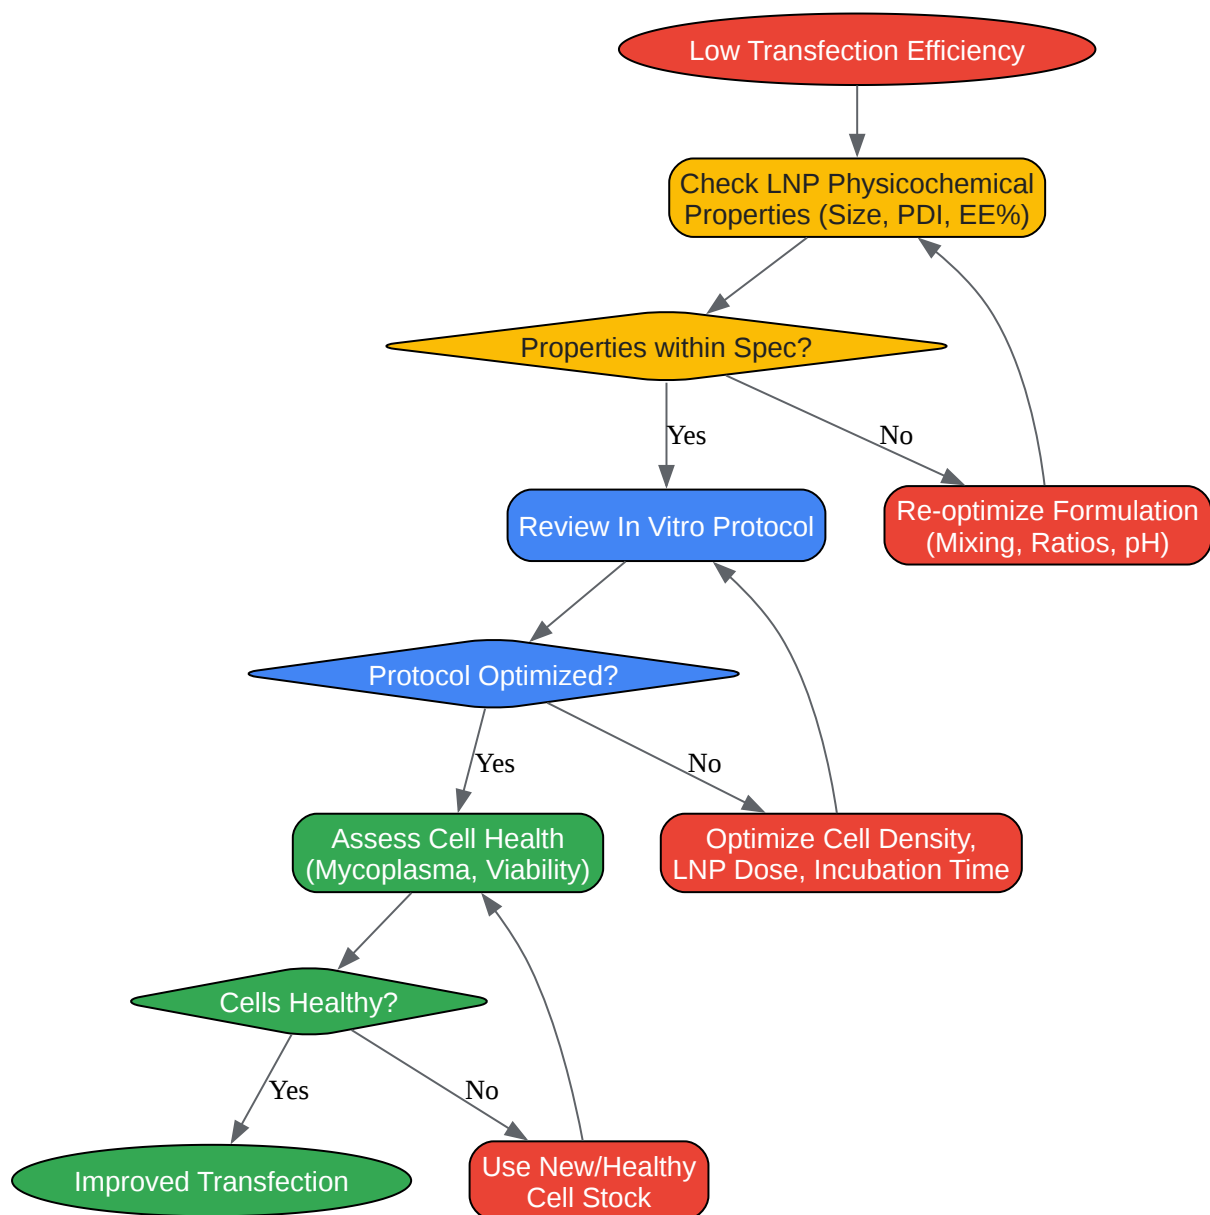 Low Transfection Efficiency
Check LNP Physicochemical
Properties (Size, PDI, EE%)
Properties within Spec?
Yes
No
Review In Vitro Protocol
Re-optimize Formulation
(Mixing, Ratios, pH)
Protocol Optimized?
Yes
No
Assess Cell Health
(Mycoplasma, Viability)
Optimize Cell Density,
LNP Dose, Incubation Time
Cells Healthy?
Yes
No
Improved Transfection
Use New/Healthy
Cell Stock